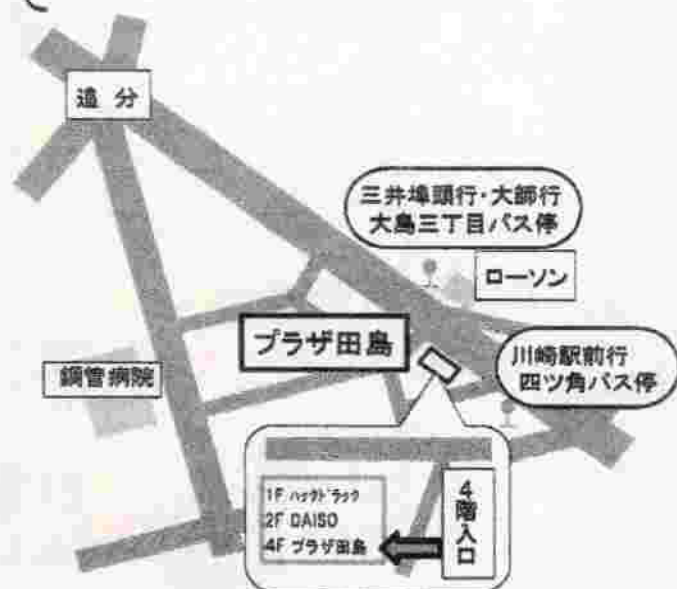 追 分
三井埠頭行・大師行
大島三丁目バス停
ローソン
プラザ田島
川崎駅前行
四ツ角バス停
鋼管病院
1F ハックドラック
2F DAISO
4F プラザ田島
4階入口